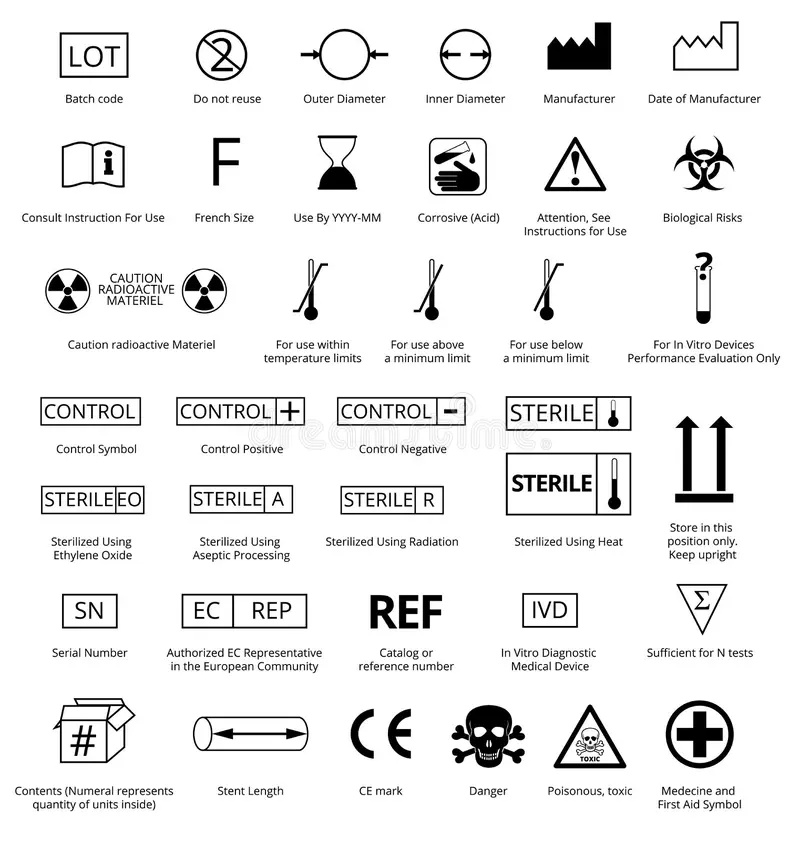 LOT
2
Batch code
Do not reuse
Outer Diameter
Inner Diameter
Manufacturer
Date of Manufacturer
i
F
Consult Instruction For Use
French Size
Use By YYYY-MM
Corrosive (Acid)
Attention, See
Instructions for Use
Biological Risks
!
?
CAUTION
RADIOACTIVE
MATERIEL
Caution radioactive Materiel
For use within
temperature limits
For use above
a minimum limit
For use below
a minimum limit
For In Vitro Devices
Performance Evaluation Only
CONTROL
CONTROL +
CONTROL -
STERILE
Control Symbol
Control Positive
Control Negative
dreamstime.
STERILE EO
STERILE A
STERILE R
STERILE
Sterilized Using
Ethylene Oxide
Sterilized Using
Aseptic Processing
Sterilized Using Radiation
Sterilized Using Heat
Store in this
position only.
Keep upright
SN
EC REP
REF
IVD
Σ
Serial Number
Authorized EC Representative
in the European Community
Catalog or
reference number
In Vitro Diagnostic
Medical Device
Sufficient for N tests
#
CE
TOXIC
Contents (Numeral represents
quantity of units inside)
Stent Length
CE mark
Danger
Poisonous, toxic
Medecine and
First Aid Symbol